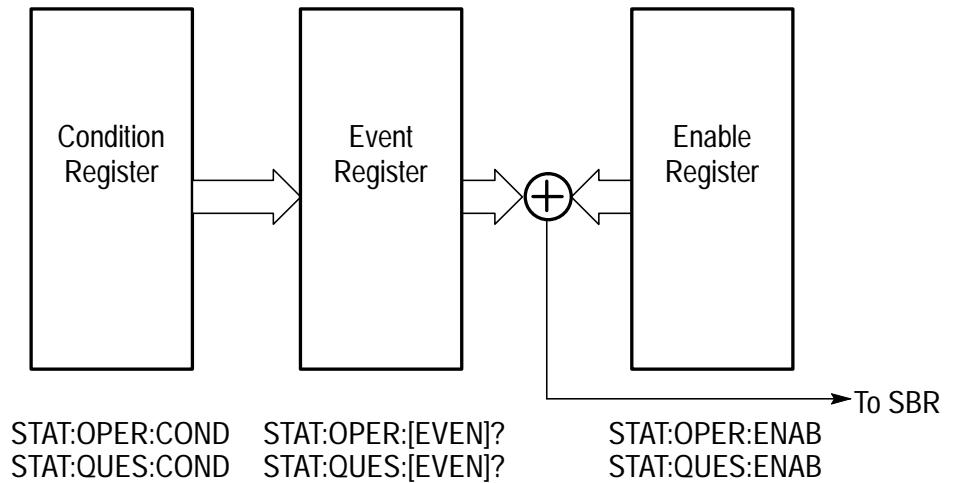 Condition
Register
Event
Register
Enable
Register
To SBR
STAT:OPER:COND STAT:OPER:[EVEN]? STAT:OPER:ENAB
STAT:QUES:COND STAT:QUES:[EVEN]? STAT:QUES:ENAB